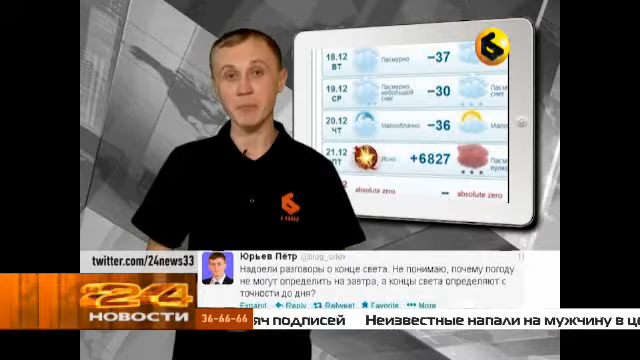 18.12
ВТ
Пасмурно
-37
19.12
СР
Пасмурно, небольшой снег
-30
20.12
ЧТ
Малооблачно
-36
21.12
ПТ
Ясно
+6827
absolute zero
–
absolute zero
6
twitter.com/24news33
Юрьев Пётр
Надоели разговоры о конце света. Не понимаю, почему погоду
не могут определить на завтра, а концы света определяют с
точности до дня?
Expand Reply Retweet Favorite More
24
НОВОСТИ
36-66-66
подписей Неизвестные напали на мужчину в